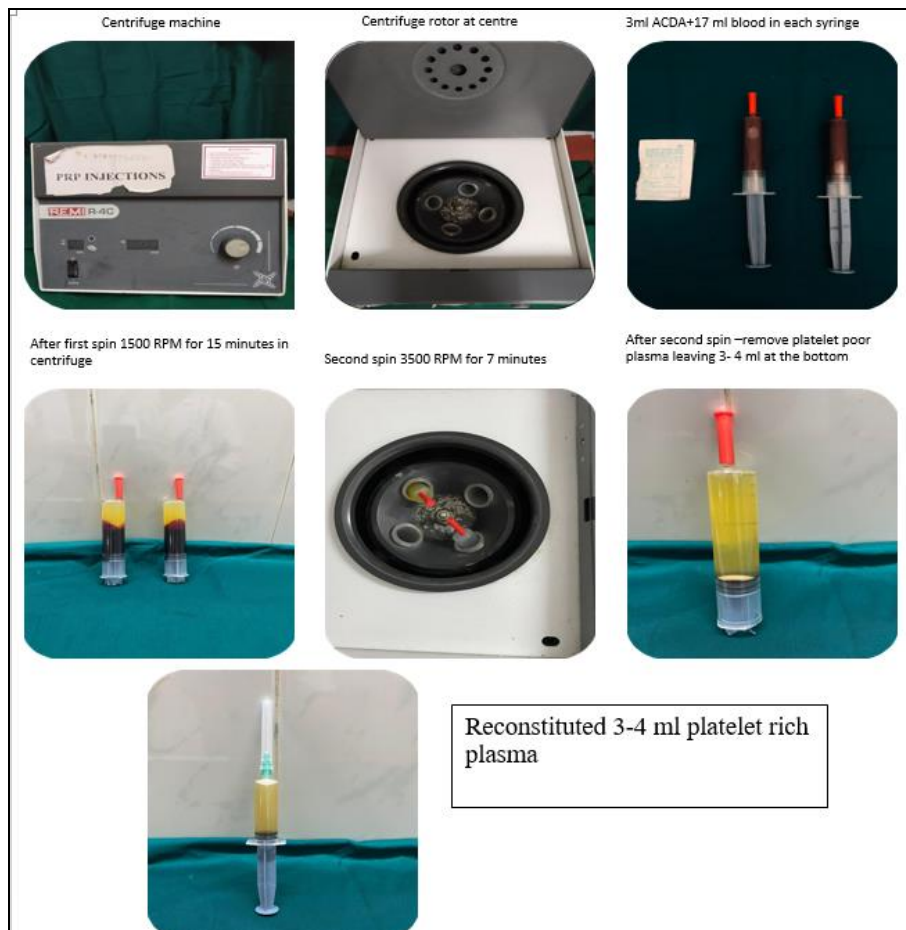 Centrifuge machine
Centrifuge rotor at centre
3ml ACDA+17 ml blood in each syringe
PRP INJECTIONS
REMI R-4C
After first spin 1500 RPM for 15 minutes in
centrifuge
Second spin 3500 RPM for 7 minutes
After second spin –remove platelet poor
plasma leaving 3- 4 ml at the bottom
Reconstituted 3-4 ml platelet rich
plasma